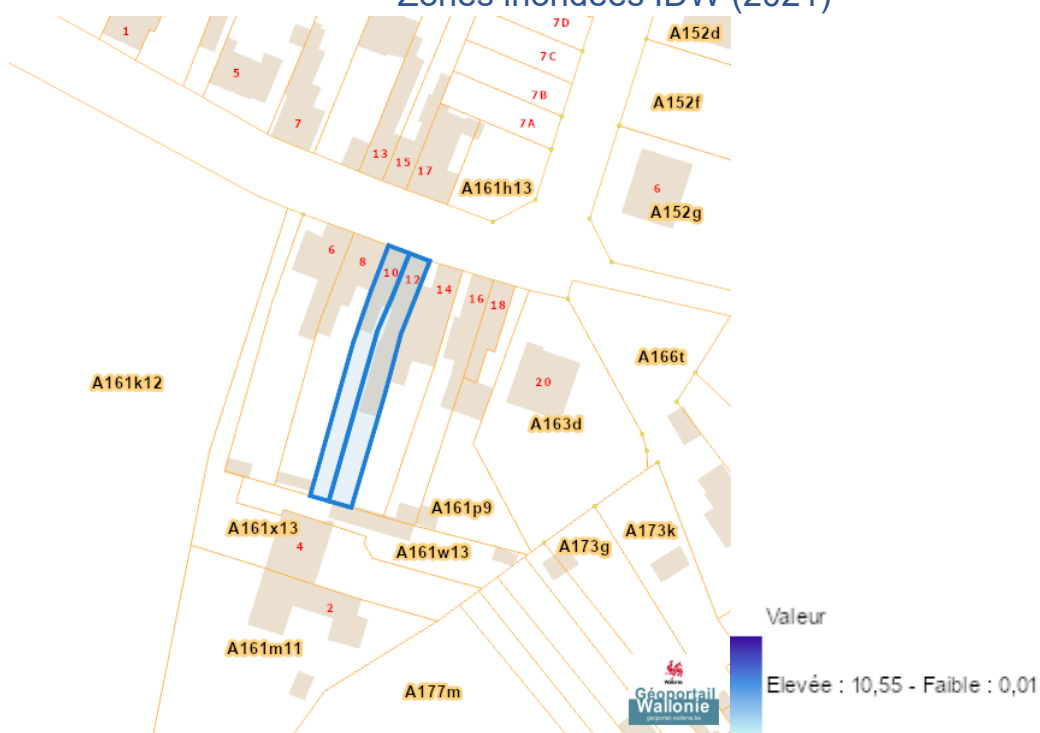 Zones inondées IDW (2021)
1
5
7
13
15
17
7D
7C
7B
7A
A152d
A152f
6
A152g
A161h13
6
8
10
12
14
16
18
20
A161k12
A166t
A163d
A161p9
A161x13
4
A161w13
A173g
A173k
2
A161m11
A177m
Wallonie
Géoportail
Wallonie
geoportail.wallonie.be
Valeur
Elevée : 10,55 - Faible : 0,01